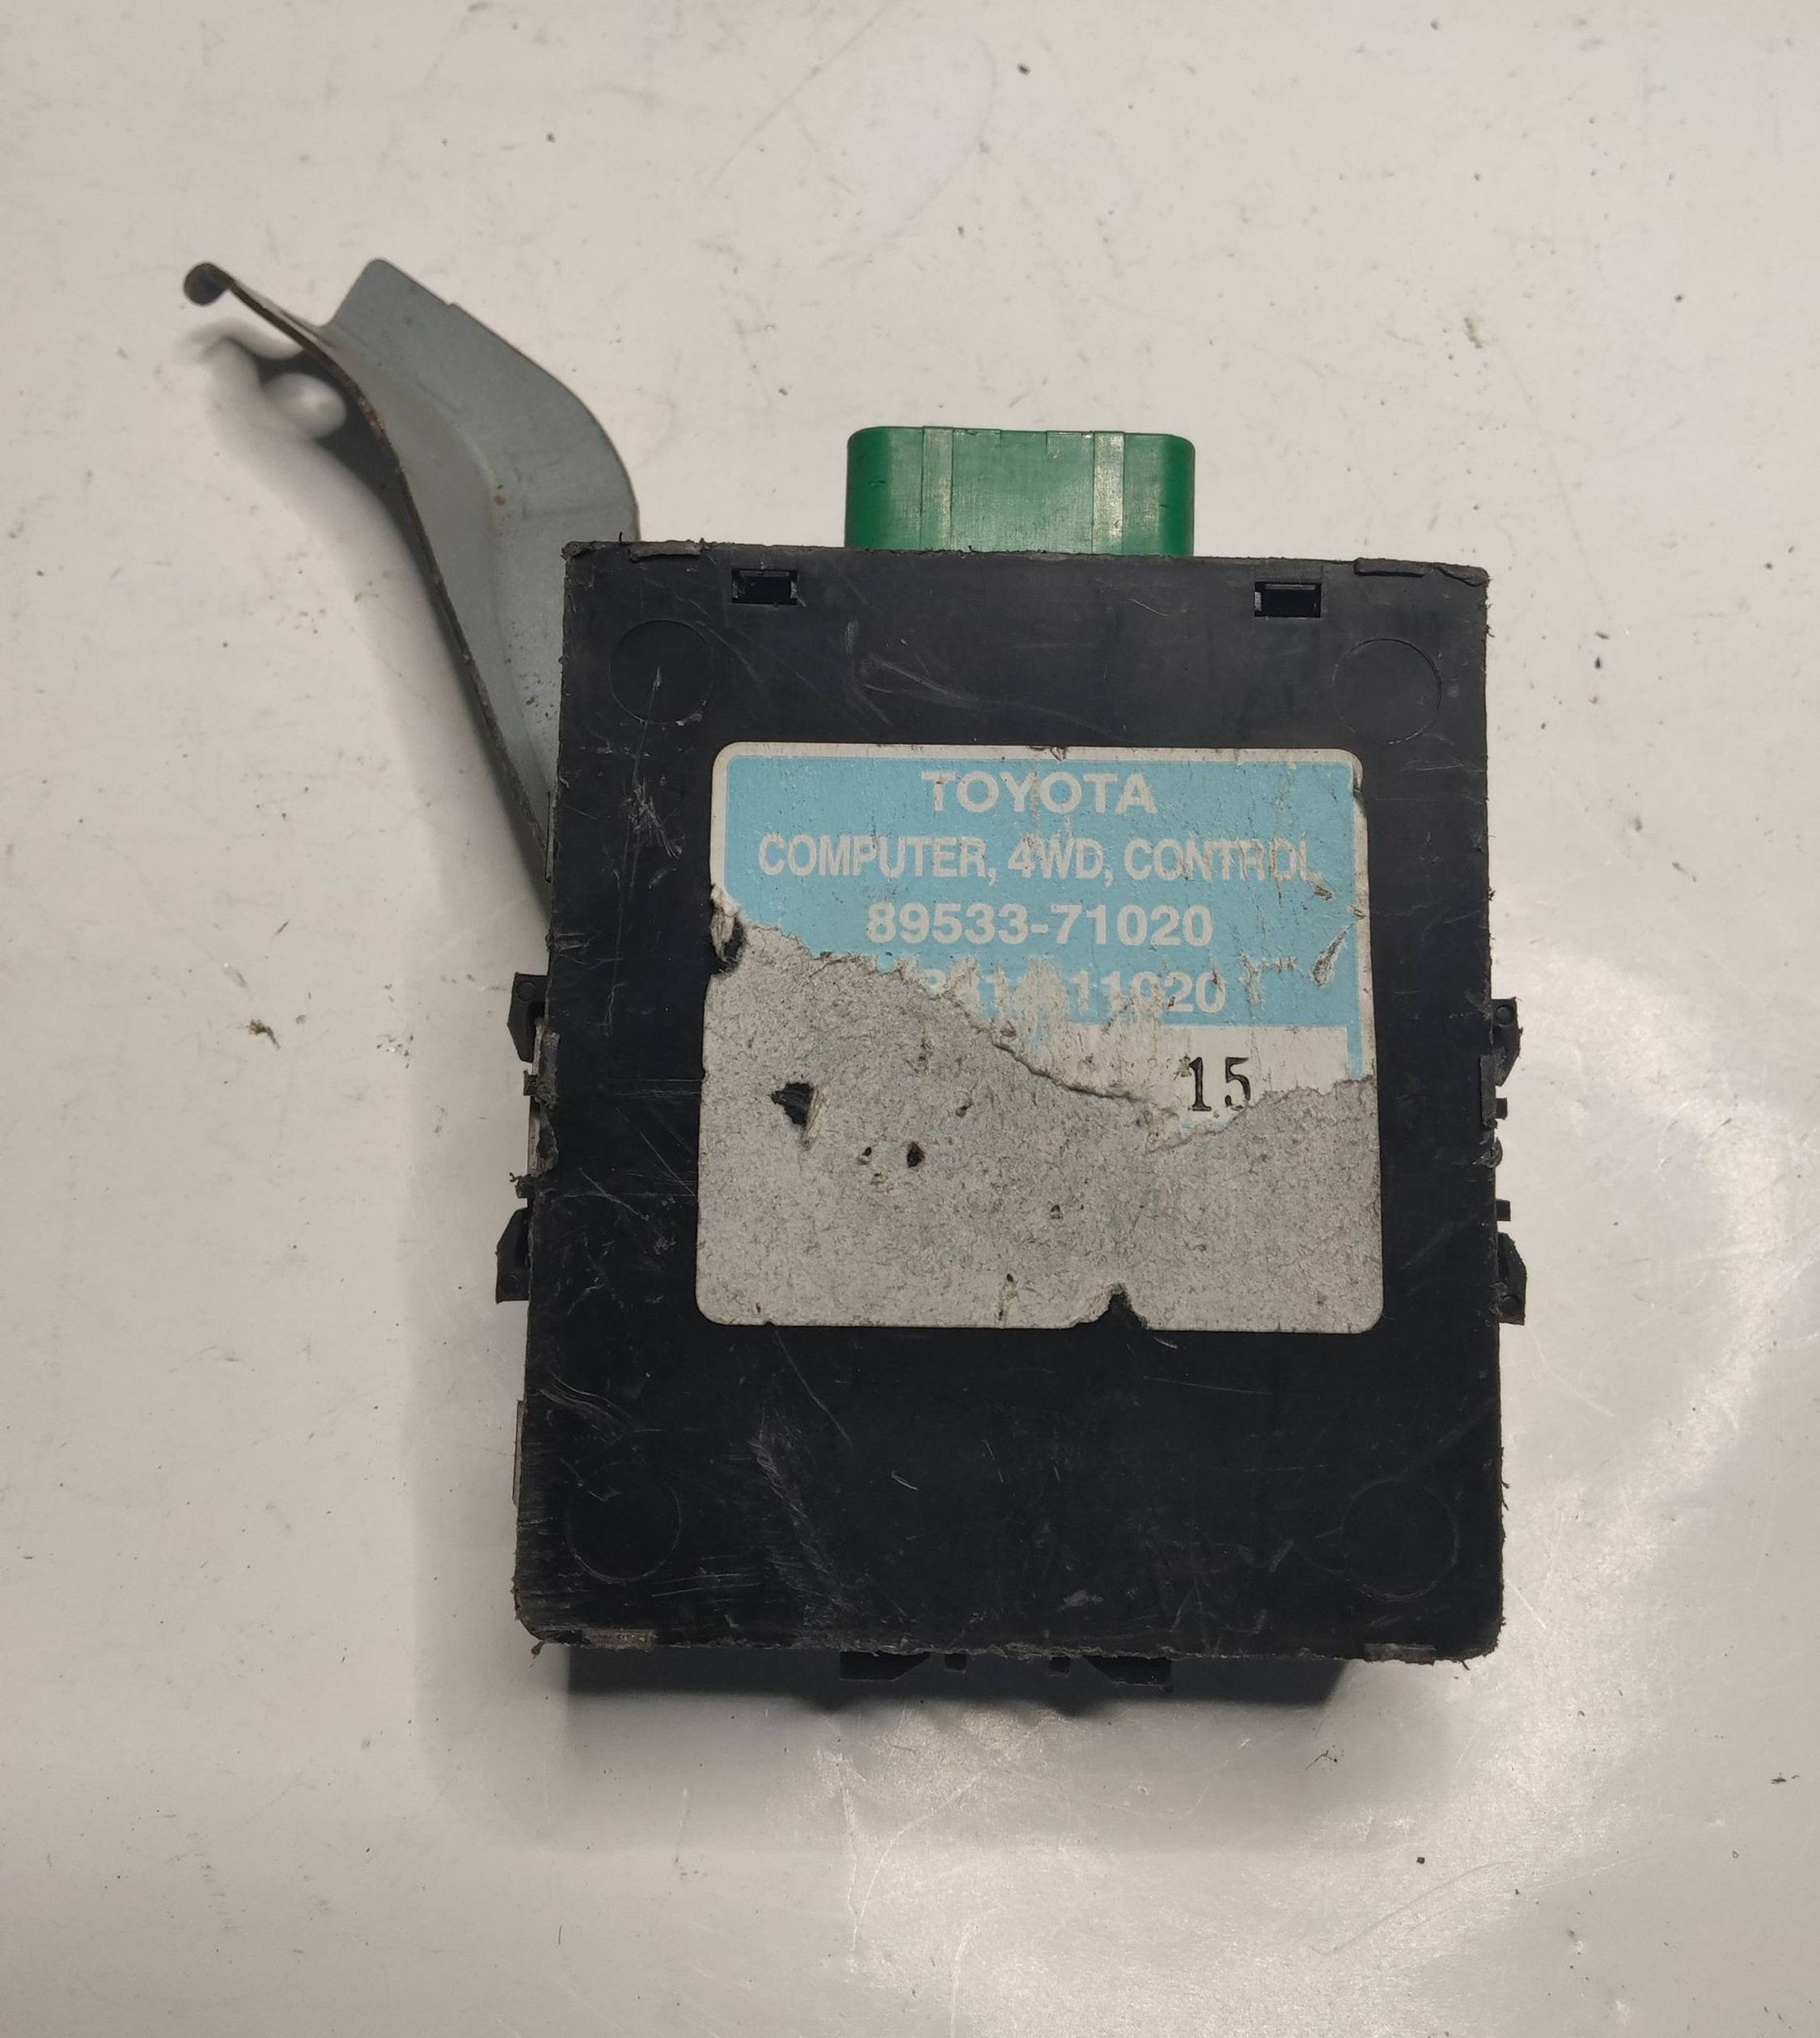 TOYOTA
COMPUTER, 4WD, CONTROL
89533-71020
15